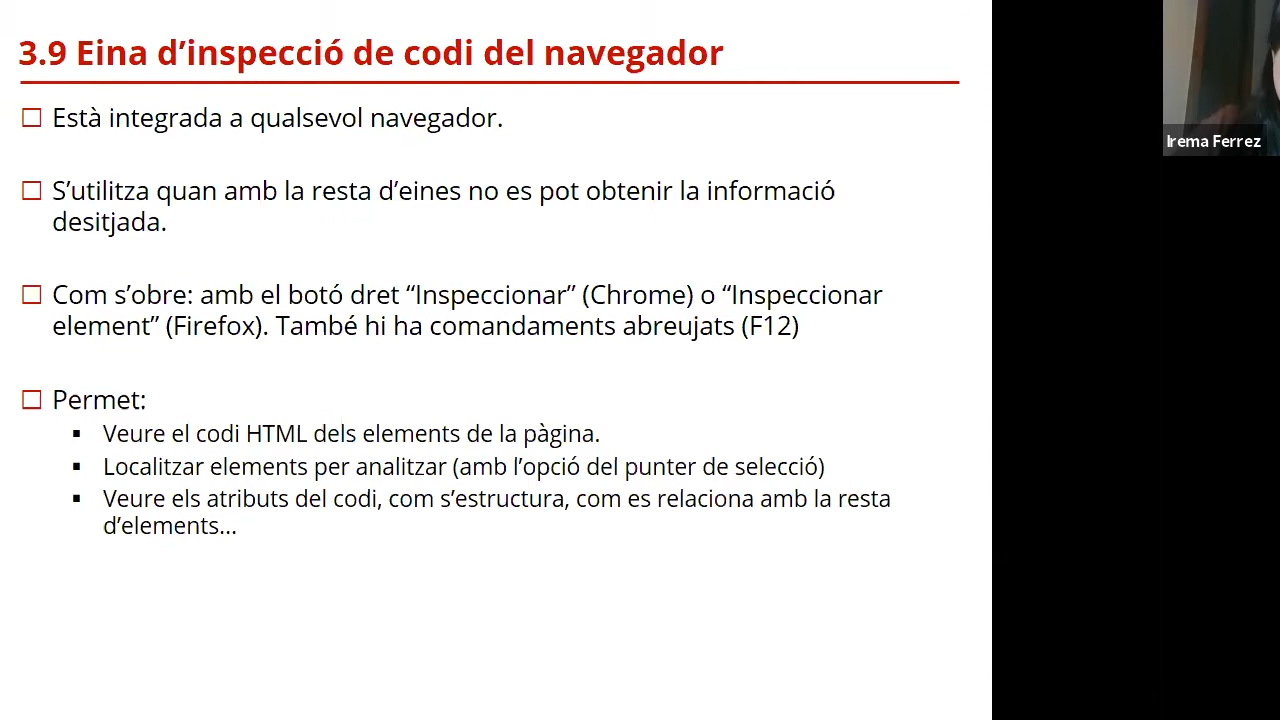 3.9 Eina d’inspecció de codi del navegador
Està integrada a qualsevol navegador.
S’utilitza quan amb la resta d’eines no es pot obtenir la informació
desitjada.
Com s’obre: amb el botó dret “Inspeccionar” (Chrome) o “Inspeccionar
element” (Firefox). També hi ha comandaments abreujats (F12)
Permet:
Veure el codi HTML dels elements de la pàgina.
Localitzar elements per analitzar (amb l’opció del punter de selecció)
Veure els atributs del codi, com s’estructura, com es relaciona amb la resta
d’elements...
Irema Ferrez